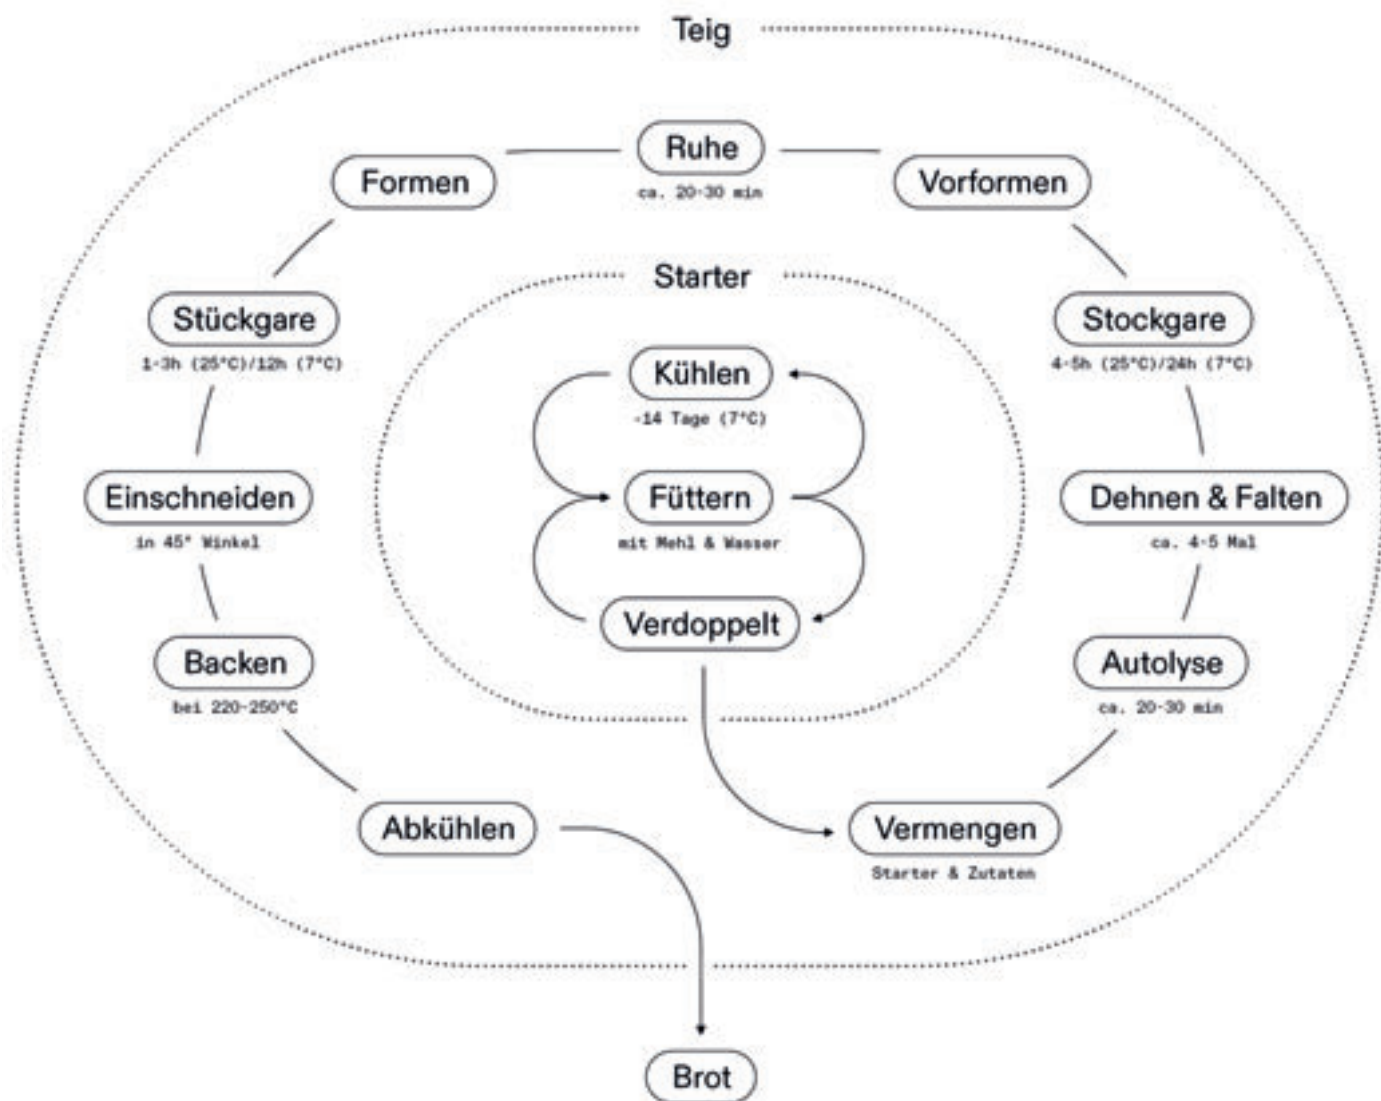 Teig
Ruhe
ca. 20-30 min
Formen
Vorformen
Starter
Stückgare
1-3h (25°C)/12h (7°C)
Stockgare
4-5h (25°C)/24h (7°C)
Kühlen
-14 Tage (7°C)
Einschneiden
in 45° Winkel
Füttern
mit Mehl & Wasser
Dehnen & Falten
ca. 4-5 Mal
Verdoppelt
Backen
bei 220-250°C
Autolyse
ca. 20-30 min
Abkühlen
Vermengen
Starter & Zutaten
Brot